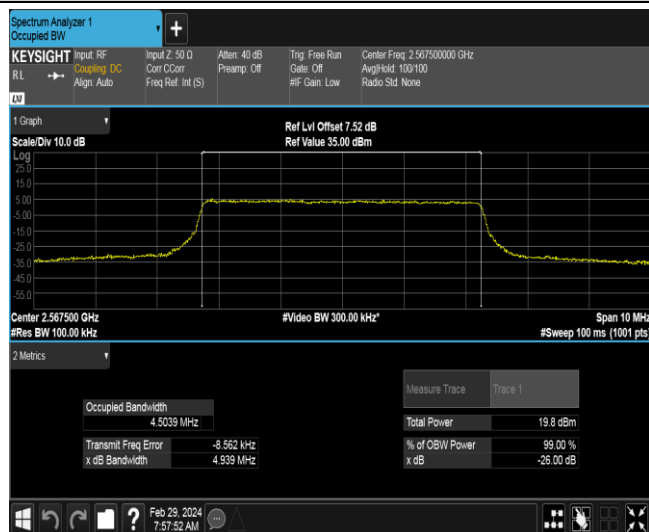 Spectrum Analyzer 1
Occupied BW
+
KEYSIGHT
RL
Input: RF
Coupling: DC
Align: Auto
Input Z: 50 Ω
Corr CCorr
Freq Ref: Int (S)
Atten: 40 dB
Preamp: Off
Trig: Free Run
Gate: Off
#IF Gain: Low
Center Freq: 2.567500000 GHz
Avg|Hold: 100/100
Radio Std: None
LXI
1 Graph
Scale/Div 10.0 dB
Ref Lvl Offset 7.52 dB
Ref Value 35.00 dBm
Log
25.0
15.0
5.00
-5.00
-15.0
-25.0
-35.0
-45.0
-55.0
Center 2.567500 GHz
#Res BW 100.00 kHz
#Video BW 300.00 kHz*
Span 10 MHz
#Sweep 100 ms (1001 pts)
2 Metrics
Measure Trace Trace 1
Occupied Bandwidth
4.5039 MHz
Total Power 19.8 dBm
Transmit Freq Error -8.562 kHz
% of OBW Power 99.00 %
x dB Bandwidth 4.939 MHz
x dB -26.00 dB
?
Feb 29, 2024
7:57:52 AM